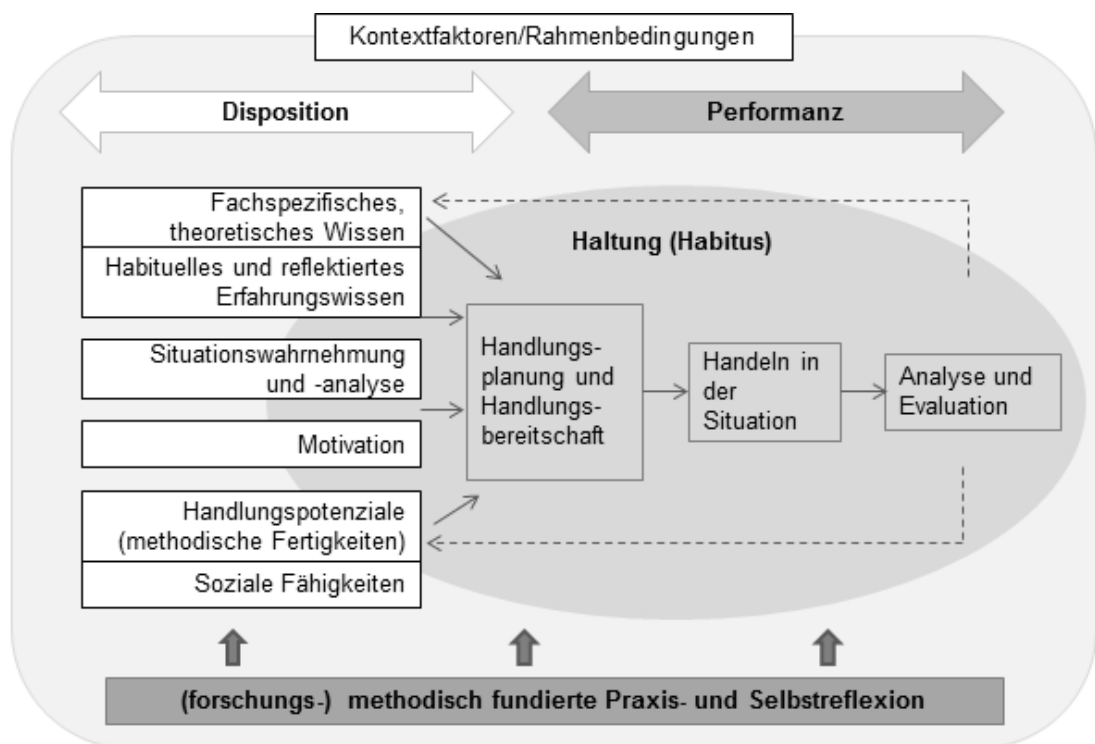 Kontextfaktoren/Rahmenbedingungen
Disposition
Performanz
Fachspezifisches,
theoretisches Wissen
Habituelles und reflektiertes
Erfahrungswissen
Situationswahrnehmung
und -analyse
Motivation
Handlungspotenziale
(methodische Fertigkeiten)
Soziale Fähigkeiten
Haltung (Habitus)
Handlungs-
planung und
Handlungs-
bereitschaft
Handeln in
der
Situation
Analyse und
Evaluation
(forschungs-) methodisch fundierte Praxis- und Selbstreflexion